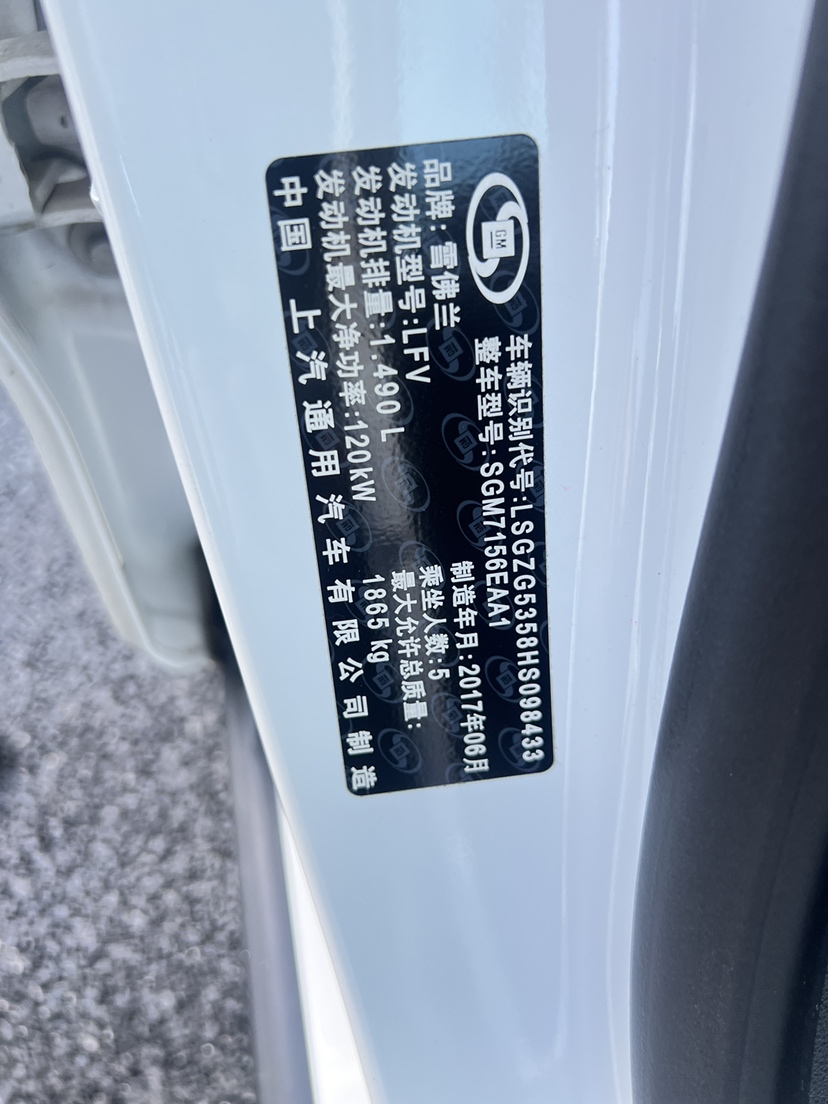 GM
车辆识别代号:LSGZG5358HS098433
整车型号:SGM7156EAA1
品牌:雪佛兰
制造年月:2017年06月
发动机型号:LFV
乘坐人数:5
发动机排量:1.490 L
最大允许总质量:
发动机最大净功率:120kW
1865 kg
中国 上汽通用汽车有限公司制造